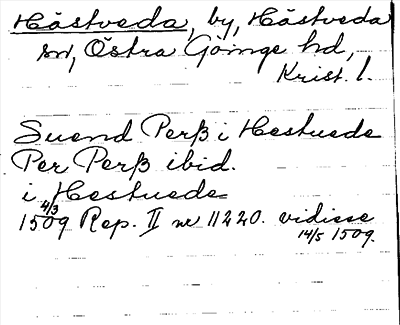 Hästveda, by, Hästveda
sn, Östra Göinge hd,
Krist. l.
Suend Perß i Hestuede
Per Perß ibid.
i Hestuede
4/3
1509 Rep. II nr 11220. vidisse
14/5 1509.